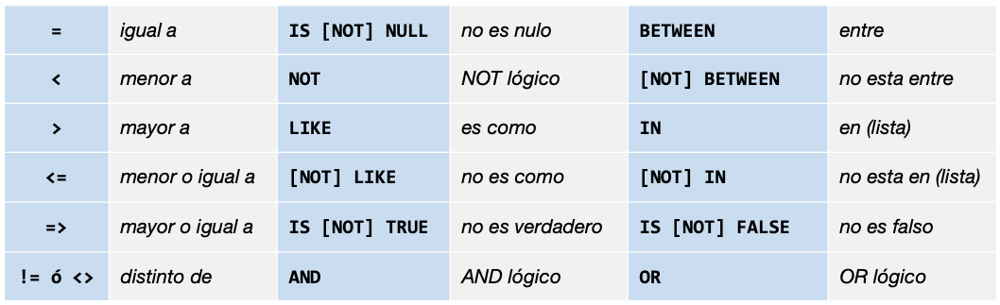 = igual a IS [NOT] NULL no es nulo BETWEEN entre
< menor a NOT NOT lógico [NOT] BETWEEN no esta entre
> mayor a LIKE es como IN en (lista)
<= menor o igual a [NOT] LIKE no es como [NOT] IN no esta en (lista)
=> mayor o igual a IS [NOT] TRUE no es verdadero IS [NOT] FALSE no es falso
!= ó <> distinto de AND AND lógico OR OR lógico